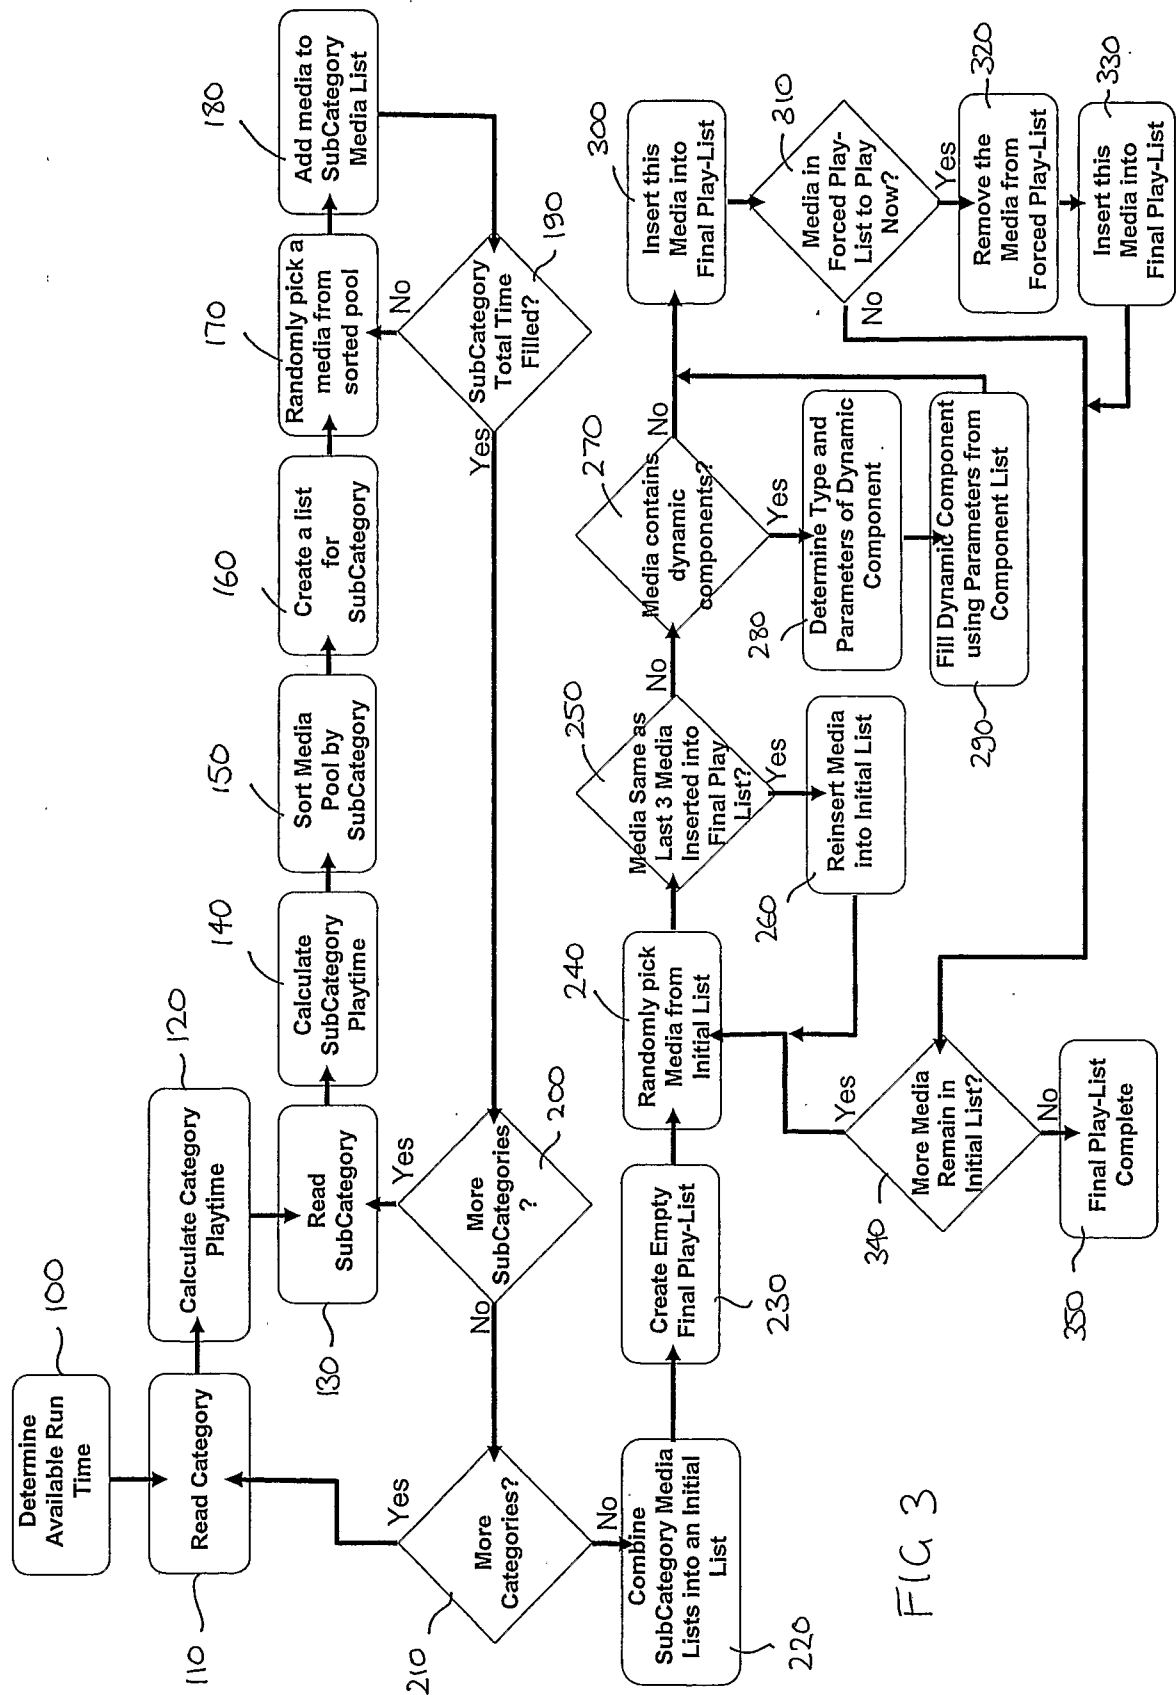 100
Determine
Available Run
Time
110
Read Category
120
Calculate Category
Playtime
130
Read
SubCategory
140
Calculate
SubCategory
Playtime
150
Sort Media
Pool by
SubCategory
160
Create a list
for
SubCategory
170
Randomly pick a
media from
sorted pool
180
Add media to
SubCategory
Media List
190
SubCategory
Total Time
Filled?
No
Yes
200
More
SubCategories
?
Yes
No
210
More
Categories?
Yes
No
220
Combine
SubCategory Media
Lists into an Initial
List
230
Create Empty
Final Play-List
240
Randomly pick
Media from
Initial List
250
Media Same as
Last 3 Media
Inserted into
Final Play
List?
No
Yes
260
Reinsert Media
into Initial List
270
Media contains
dynamic
components?
No
Yes
280
Determine Type and
Parameters of Dynamic
Component
290
Fill Dynamic Component
using Parameters from
Component List
300
Insert this
Media into
Final Play-List
310
Media in
Forced Play-
List to Play
Now?
No
Yes
320
Remove the
Media from
Forced Play-List
330
Insert this
Media into
Final Play-List
340
More Media
Remain in
Initial List?
Yes
No
350
Final Play-List
Complete
FIG 3